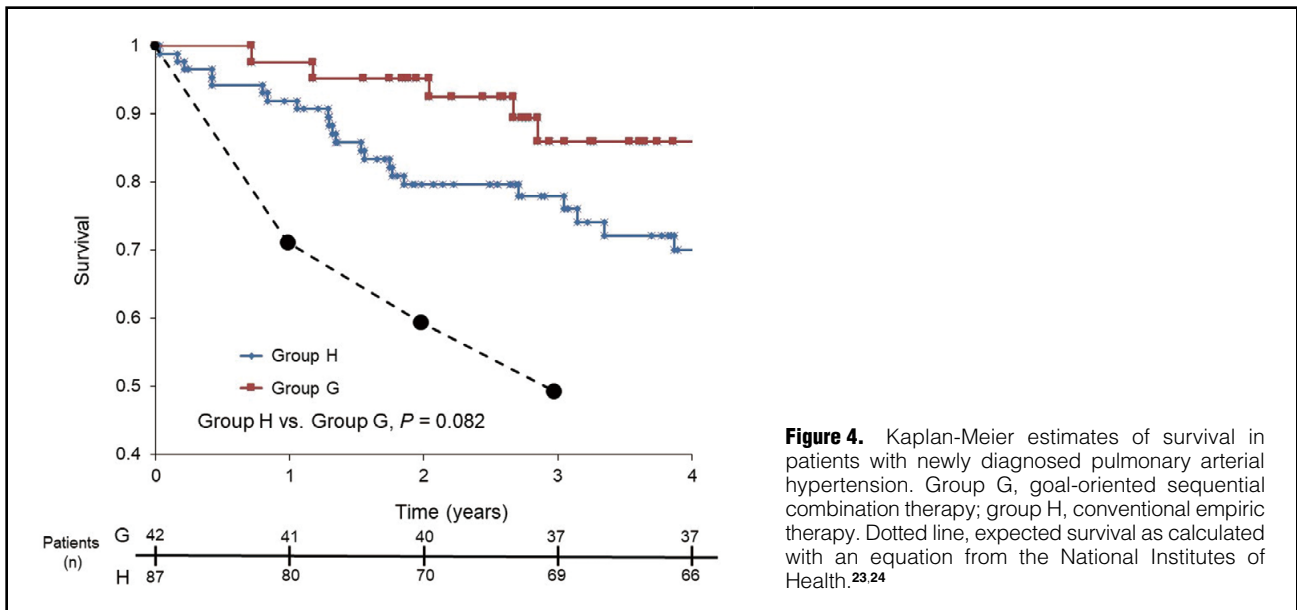 1
0.9
0.8
0.7
0.6
0.5
0.4
Survival
Group H
Group G
Group H vs. Group G, P = 0.082
0 1 2 3 4
Time (years)
Patients
(n)
G 42 41 40 37 37
H 87 80 70 69 66
Figure 4. Kaplan-Meier estimates of survival in
patients with newly diagnosed pulmonary arterial
hypertension. Group G, goal-oriented sequential
combination therapy; group H, conventional empiric
therapy. Dotted line, expected survival as calculated
with an equation from the National Institutes of
Health.23,24